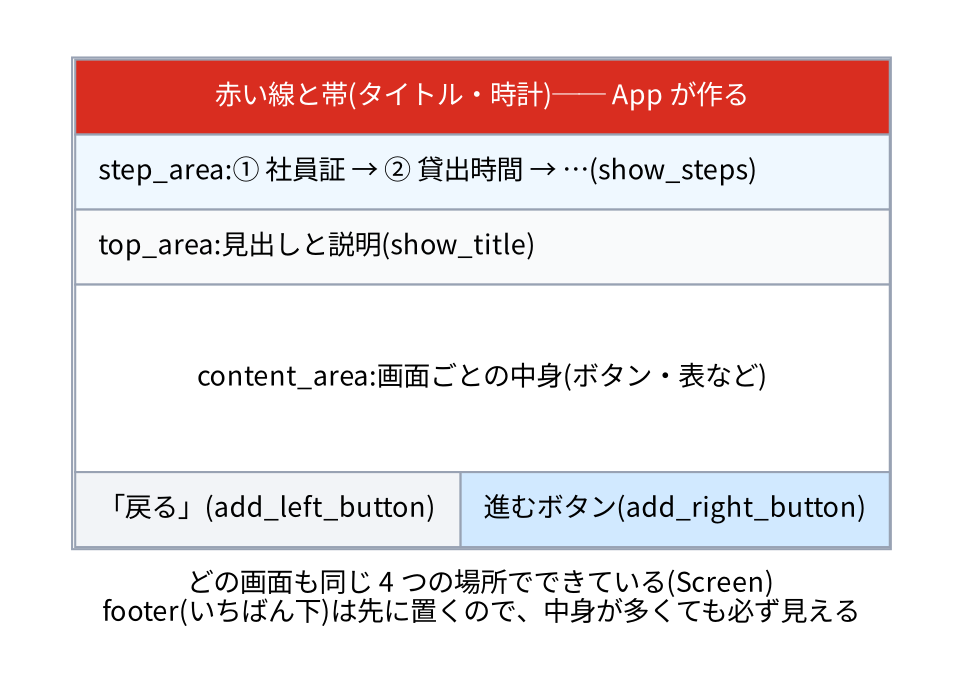 赤い線と帯(タイトル・時計)── App が作る
step_area:① 社員証 → ② 貸出時間 → …(show_steps)
top_area:見出しと説明(show_title)
content_area:画面ごとの中身(ボタン・表など)
「戻る」(add_left_button)
進むボタン(add_right_button)
どの画面も同じ 4 つの場所でできている(Screen)
footer(いちばん下)は先に置くので、中身が多くても必ず見える